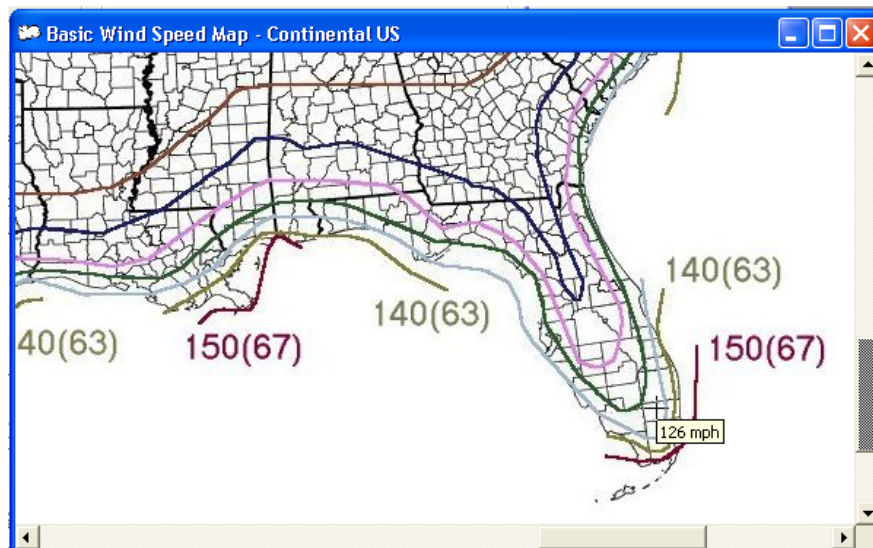 Basic Wind Speed Map - Continental US
140(63)
40(63)
150(67)
140(63)
150(67)
126 mph